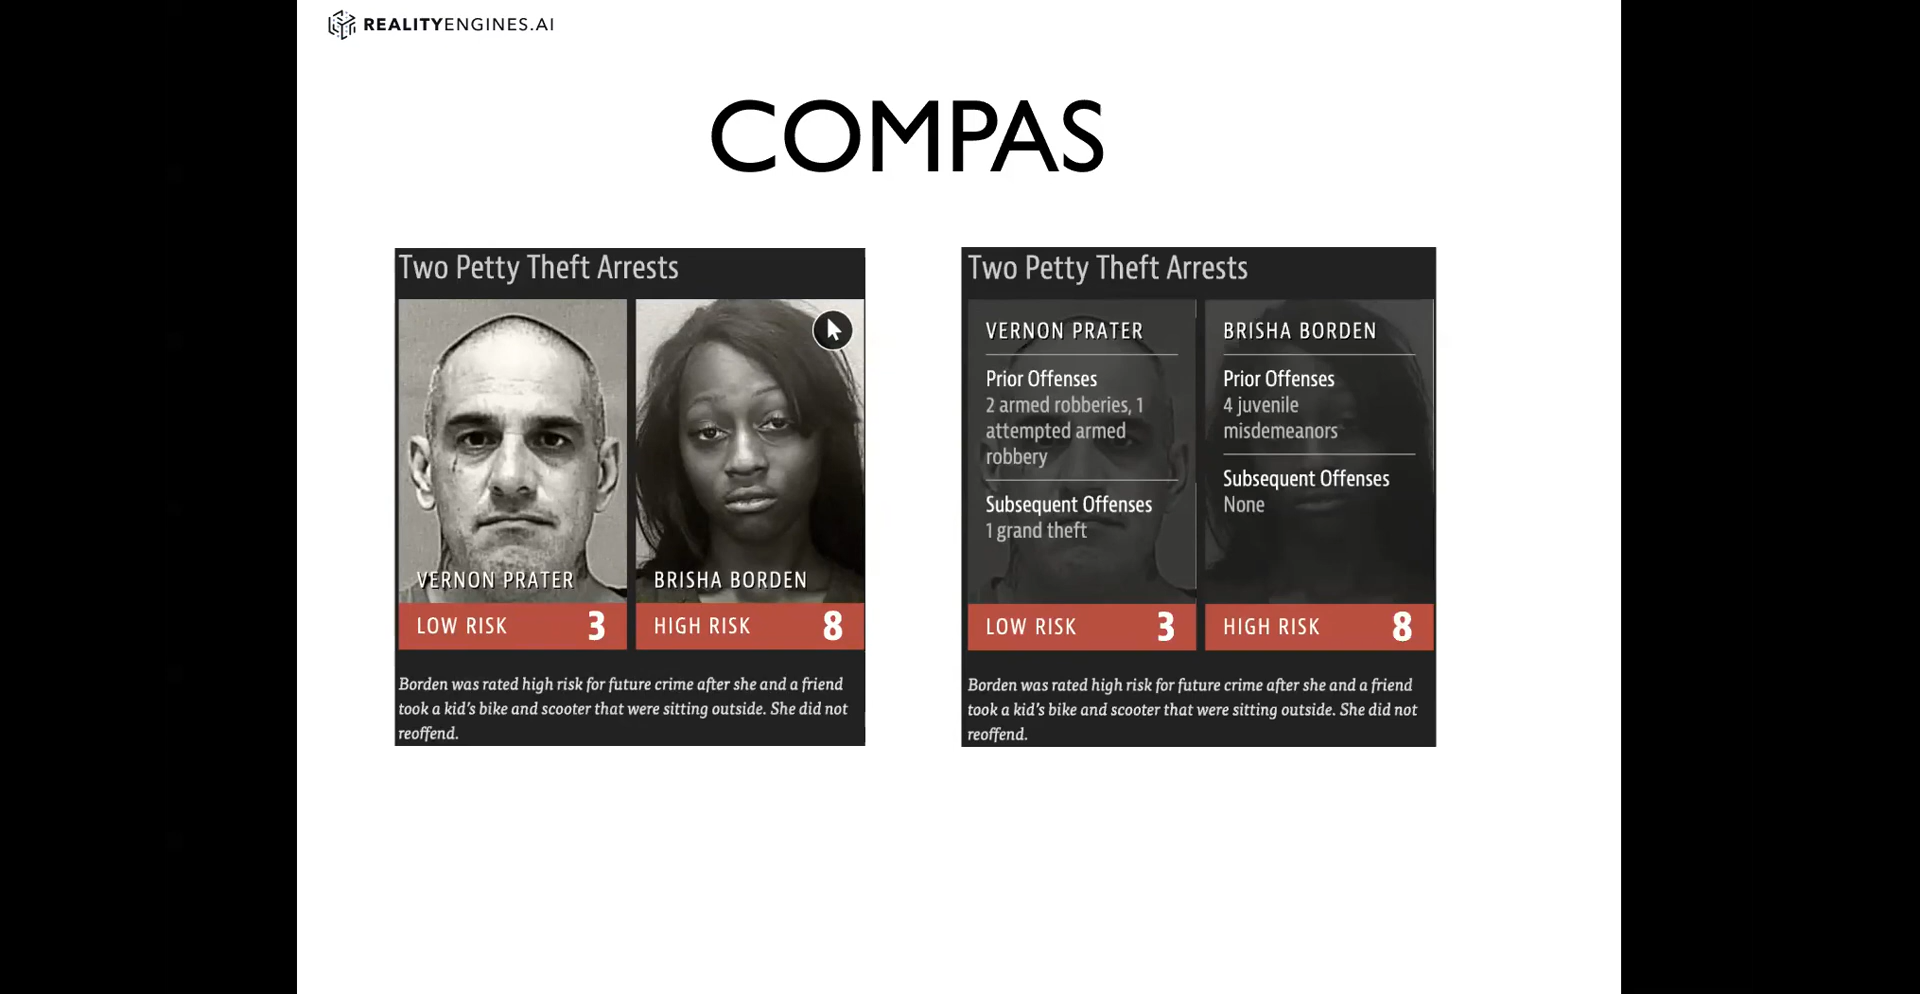 REALITYENGINES.AI
COMPAS
Two Petty Theft Arrests
VERNON PRATER
LOW RISK 3
BRISHA BORDEN
HIGH RISK 8
Borden was rated high risk for future crime after she and a friend
took a kid's bike and scooter that were sitting outside. She did not
reoffend.
Two Petty Theft Arrests
VERNON PRATER
Prior Offenses
2 armed robberies, 1
attempted armed
robbery
Subsequent Offenses
1 grand theft
LOW RISK 3
BRISHA BORDEN
Prior Offenses
4 juvenile
misdemeanors
Subsequent Offenses
None
HIGH RISK 8
Borden was rated high risk for future crime after she and a friend
took a kid's bike and scooter that were sitting outside. She did not
reoffend.